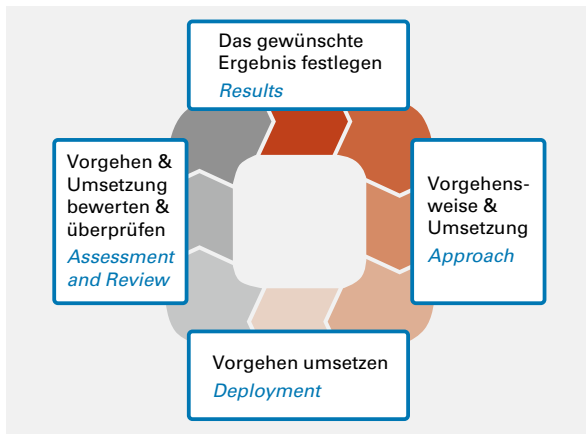 Das gewünschte
Ergebnis festlegen
Results
Vorgehens-
weise &
Umsetzung
Approach
Vorgehen umsetzen
Deployment
Vorgehen &
Umsetzung
bewerten &
überprüfen
Assessment
and Review